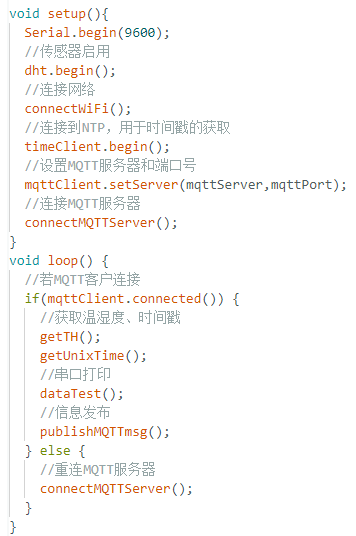 void setup(){
  Serial.begin(9600);
  //传感器启用
  dht.begin();
  //连接网络
  connectWiFi();
  //连接到NTP，用于时间戳的获取
  timeClient.begin();
  //设置MQTT服务器和端口号
  mqttClient.setServer(mqttServer,mqttPort);
  //连接MQTT服务器
  connectMQTTServer();
}
void loop() {
  //若MQTT客户连接
  if(mqttClient.connected()) {
    //获取温湿度、时间戳
    getTH();
    getUnixTime();
    //串口打印
    dataTest();
    //信息发布
    publishMQTTmsg();
  } else {
    //重连MQTT服务器
    connectMQTTServer();
  }
}